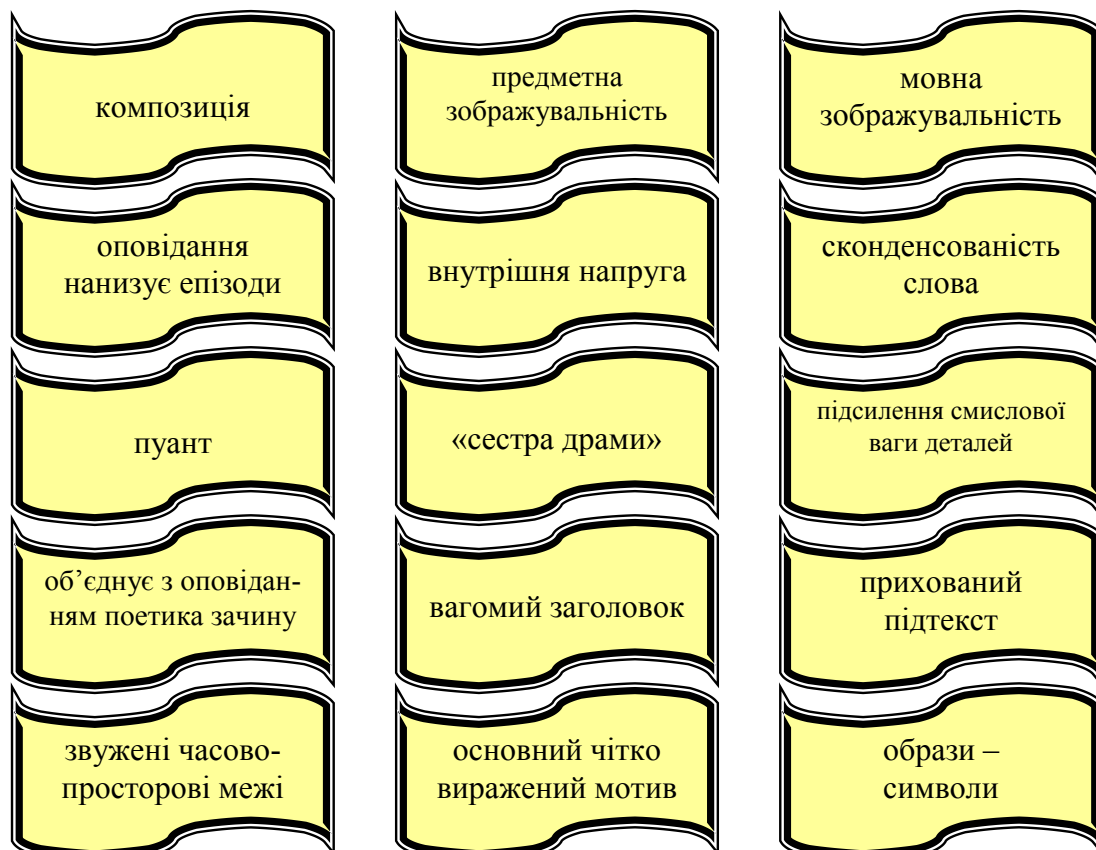 композиція
предметна
зображувальність
мовна
зображувальність
оповідання
нанизує епізоди
внутрішня напруга
сконденсованість
слова
пуант
«сестра драми»
підсилення смислової
ваги деталей
об’єднує з оповідан-
ням поетика зачину
вагомий заголовок
прихований
підтекст
звужені часово-
просторові межі
основний чітко
виражений мотив
образи –
символи